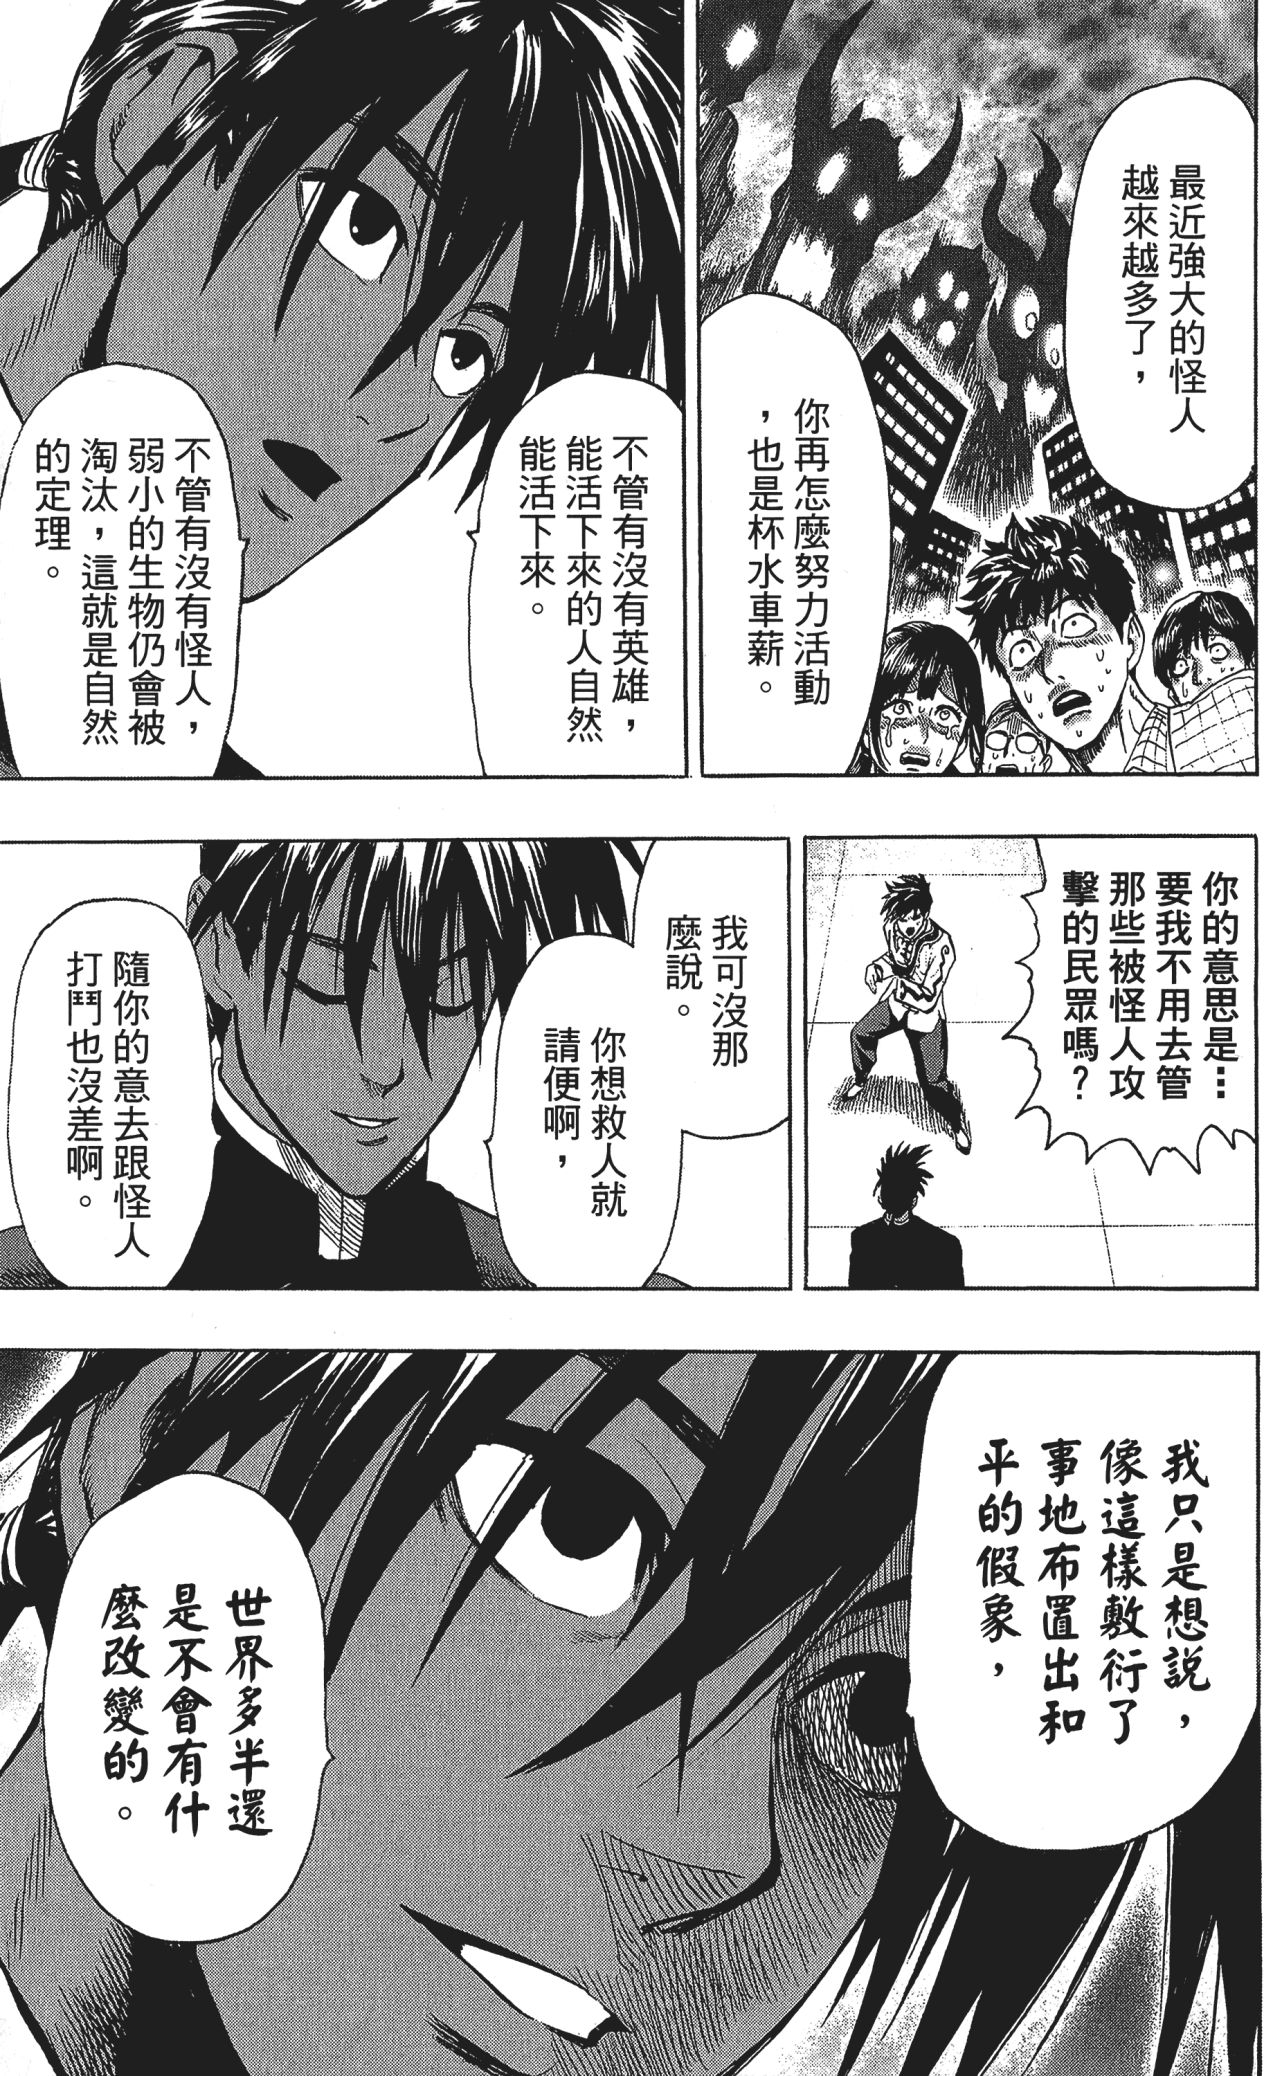 最近強大的怪人
越來越多了，
你再怎麼努力活動
，也是杯水車薪。
不管有沒有英雄，
能活下來的人自然
能活下來。
不管有沒有怪人，
弱小的生物仍會被
淘汰，這就是自然
的定理。
你的意思是…
要我不用去管
那些被怪人攻
擊的民眾嗎？
我可沒那
麼說。
你想救人就
請便啊，
隨你的意去跟怪人
打鬥也沒差啊。
我只是想說，
像這樣敷衍了
事地布置出和
平的假象，
世界多半還
是不會有什
麼改變的。